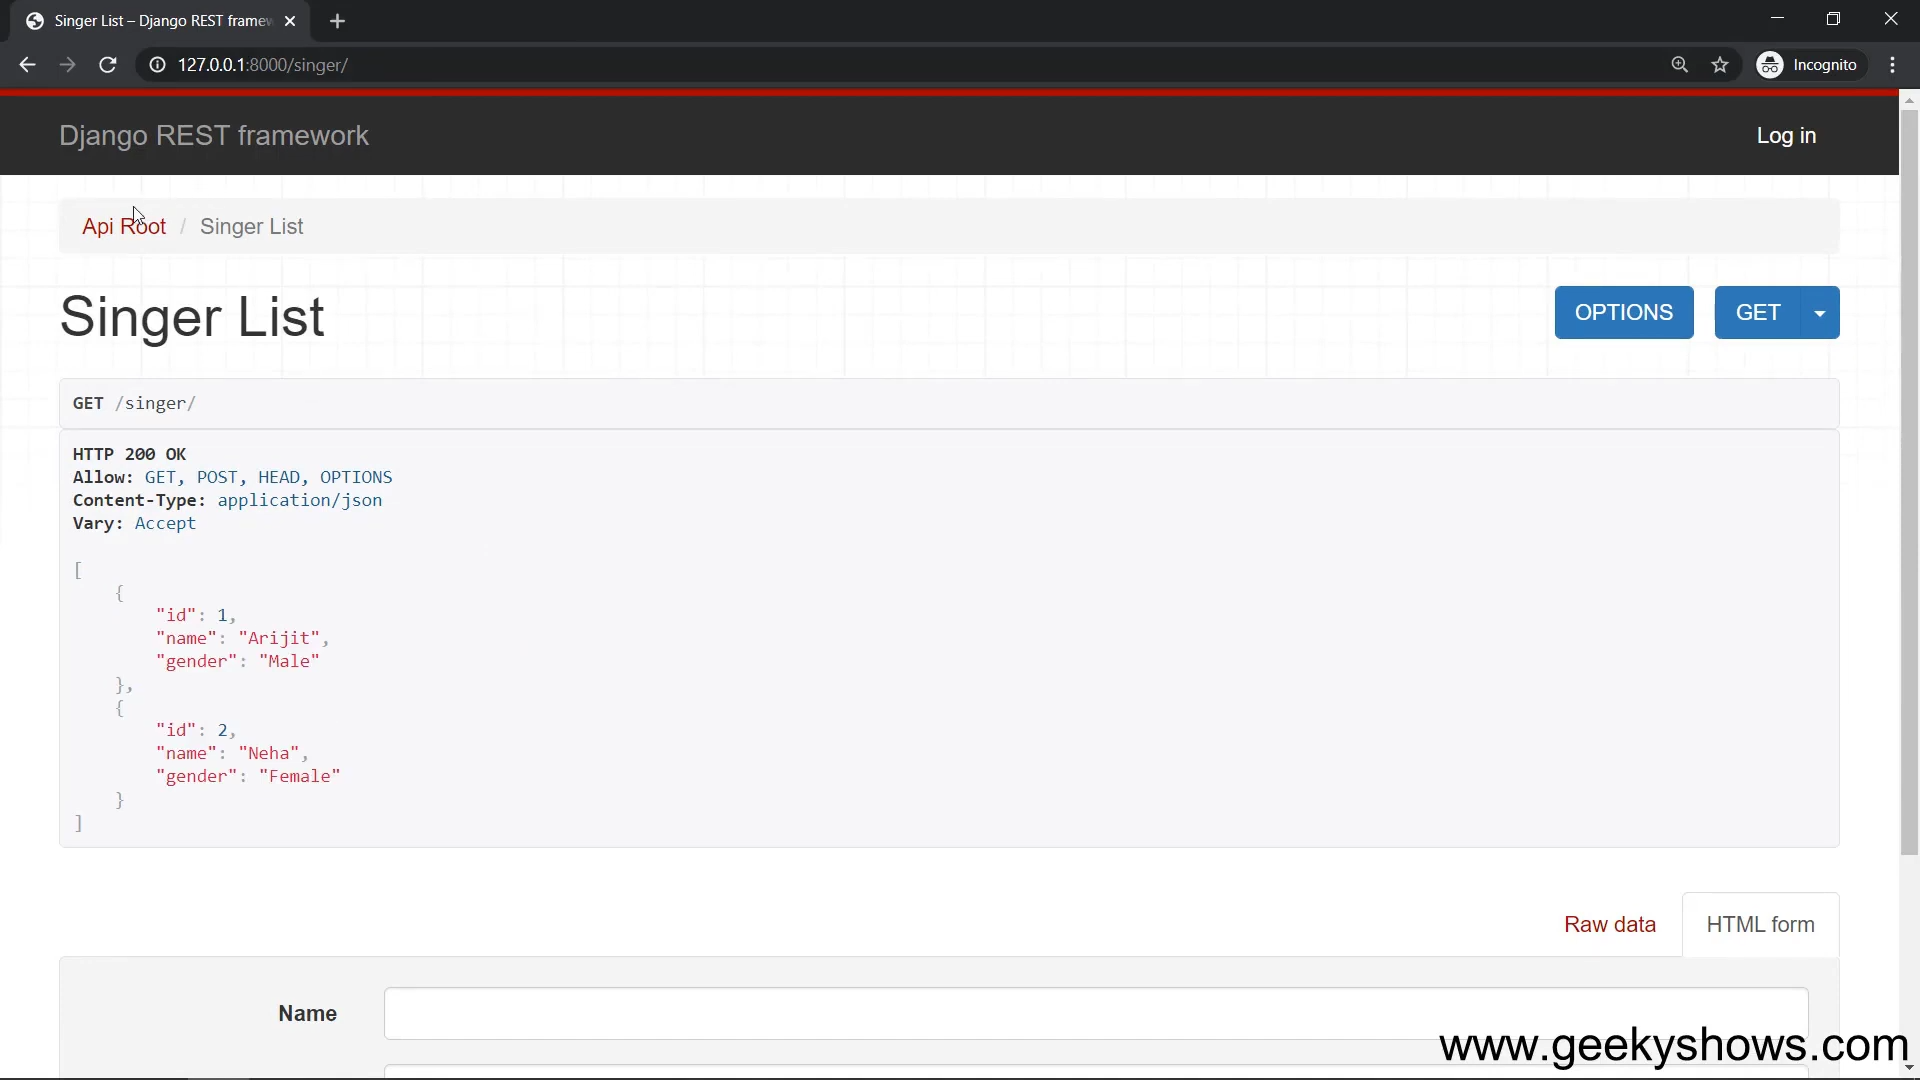 Singer List – Django REST framew
127.0.0.1:8000/singer/
Incognito
Django REST framework
Log in
Api Root / Singer List
Singer List
OPTIONS
GET
GET /singer/
HTTP 200 OK
Allow: GET, POST, HEAD, OPTIONS
Content-Type: application/json
Vary: Accept
[
    {
        "id": 1,
        "name": "Arijit",
        "gender": "Male"
    },
    {
        "id": 2,
        "name": "Neha",
        "gender": "Female"
    }
]
Raw data
HTML form
Name
www.geekyshows.com